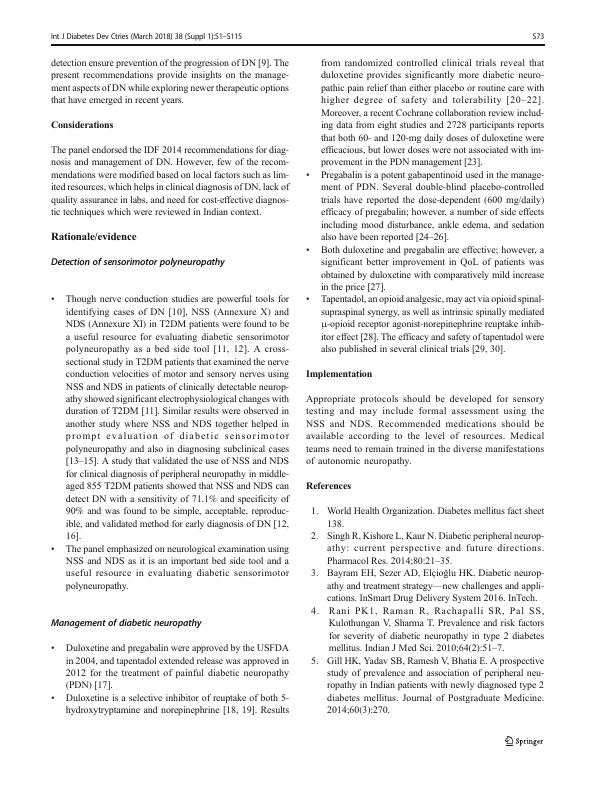 Int J Diabetes Dev Ctries (March 2018) 38 (Suppl 1):S1–S115
S73
detection ensure prevention of the progression of DN [9]. The
present recommendations provide insights on the manage-
ment aspects of DN while exploring newer therapeutic options
that have emerged in recent years.
Considerations
The panel endorsed the IDF 2014 recommendations for diag-
nosis and management of DN. However, few of the recom-
mendations were modified based on local factors such as lim-
ited resources, which helps in clinical diagnosis of DN, lack of
quality assurance in labs, and need for cost-effective diagnos-
tic techniques which were reviewed in Indian context.
Rationale/evidence
Detection of sensorimotor polyneuropathy
• Though nerve conduction studies are powerful tools for
identifying cases of DN [10], NSS (Annexure X) and
NDS (Annexure XI) in T2DM patients were found to be
a useful resource for evaluating diabetic sensorimotor
polyneuropathy as a bed side tool [11, 12]. A cross-
sectional study in T2DM patients that examined the nerve
conduction velocities of motor and sensory nerves using
NSS and NDS in patients of clinically detectable neurop-
athy showed significant electrophysiological changes with
duration of T2DM [11]. Similar results were observed in
another study where NSS and NDS together helped in
prompt evaluation of diabetic sensorimotor
polyneuropathy and also in diagnosing subclinical cases
[13–15]. A study that validated the use of NSS and NDS
for clinical diagnosis of peripheral neuropathy in middle-
aged 855 T2DM patients showed that NSS and NDS can
detect DN with a sensitivity of 71.1% and specificity of
90% and was found to be simple, acceptable, reproduc-
ible, and validated method for early diagnosis of DN [12,
16].
• The panel emphasized on neurological examination using
NSS and NDS as it is an important bed side tool and a
useful resource in evaluating diabetic sensorimotor
polyneuropathy.
Management of diabetic neuropathy
• Duloxetine and pregabalin were approved by the USFDA
in 2004, and tapentadol extended release was approved in
2012 for the treatment of painful diabetic neuropathy
(PDN) [17].
• Duloxetine is a selective inhibitor of reuptake of both 5-
hydroxytryptamine and norepinephrine [18, 19]. Results
from randomized controlled clinical trials reveal that
duloxetine provides significantly more diabetic neuro-
pathic pain relief than either placebo or routine care with
higher degree of safety and tolerability [20–22].
Moreover, a recent Cochrane collaboration review includ-
ing data from eight studies and 2728 participants reports
that both 60- and 120-mg daily doses of duloxetine were
efficacious, but lower doses were not associated with im-
provement in the PDN management [23].
• Pregabalin is a potent gabapentinoid used in the manage-
ment of PDN. Several double-blind placebo-controlled
trials have reported the dose-dependent (600 mg/daily)
efficacy of pregabalin; however, a number of side effects
including mood disturbance, ankle edema, and sedation
also have been reported [24–26].
• Both duloxetine and pregabalin are effective; however, a
significant better improvement in QoL of patients was
obtained by duloxetine with comparatively mild increase
in the price [27].
• Tapentadol, an opioid analgesic, may act via opioid spinal-
supraspinal synergy, as well as intrinsic spinally mediated
μ-opioid receptor agonist-norepinephrine reuptake inhib-
itor effect [28]. The efficacy and safety of tapentadol were
also published in several clinical trials [29, 30].
Implementation
Appropriate protocols should be developed for sensory
testing and may include formal assessment using the
NSS and NDS. Recommended medications should be
available according to the level of resources. Medical
teams need to remain trained in the diverse manifestations
of autonomic neuropathy.
References
1. World Health Organization. Diabetes mellitus fact sheet
138.
2. Singh R, Kishore L, Kaur N. Diabetic peripheral neurop-
athy: current perspective and future directions.
Pharmacol Res. 2014;80:21–35.
3. Bayram EH, Sezer AD, Elçioğlu HK. Diabetic neurop-
athy and treatment strategy—new challenges and appli-
cations. InSmart Drug Delivery System 2016. InTech.
4. Rani PK1, Raman R, Rachapalli SR, Pal SS,
Kulothungan V, Sharma T. Prevalence and risk factors
for severity of diabetic neuropathy in type 2 diabetes
mellitus. Indian J Med Sci. 2010;64(2):51–7.
5. Gill HK, Yadav SB, Ramesh V, Bhatia E. A prospective
study of prevalence and association of peripheral neu-
ropathy in Indian patients with newly diagnosed type 2
diabetes mellitus. Journal of Postgraduate Medicine.
2014;60(3):270.
Springer